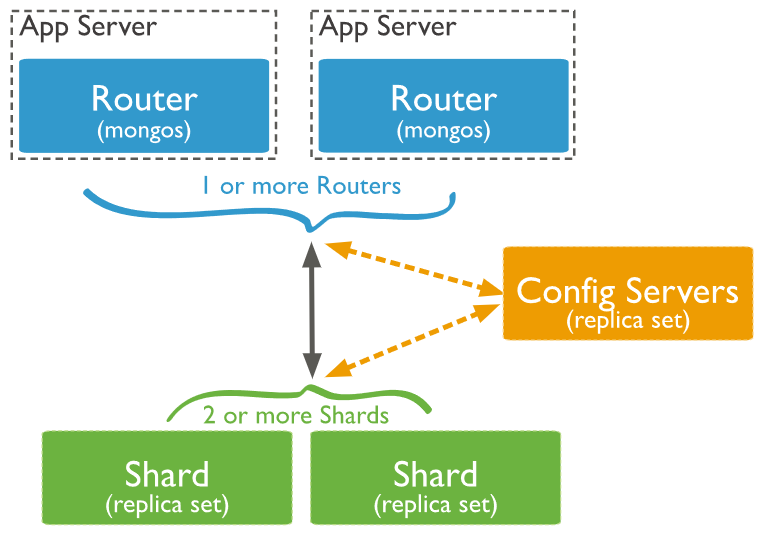 App Server
App Server
Router
(mongos)
Router
(mongos)
1 or more Routers
Config Servers
(replica set)
2 or more Shards
Shard
(replica set)
Shard
(replica set)